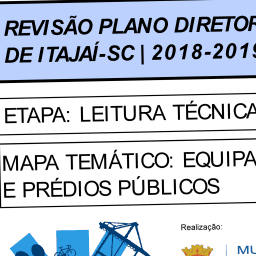 REVISÃO PLANO DIRETOR
DE ITAJAÍ-SC | 2018-2019
ETAPA: LEITURA TÉCNICA
MAPA TEMÁTICO: EQUIPA
E PRÉDIOS PÚBLICOS
Realização:
MU